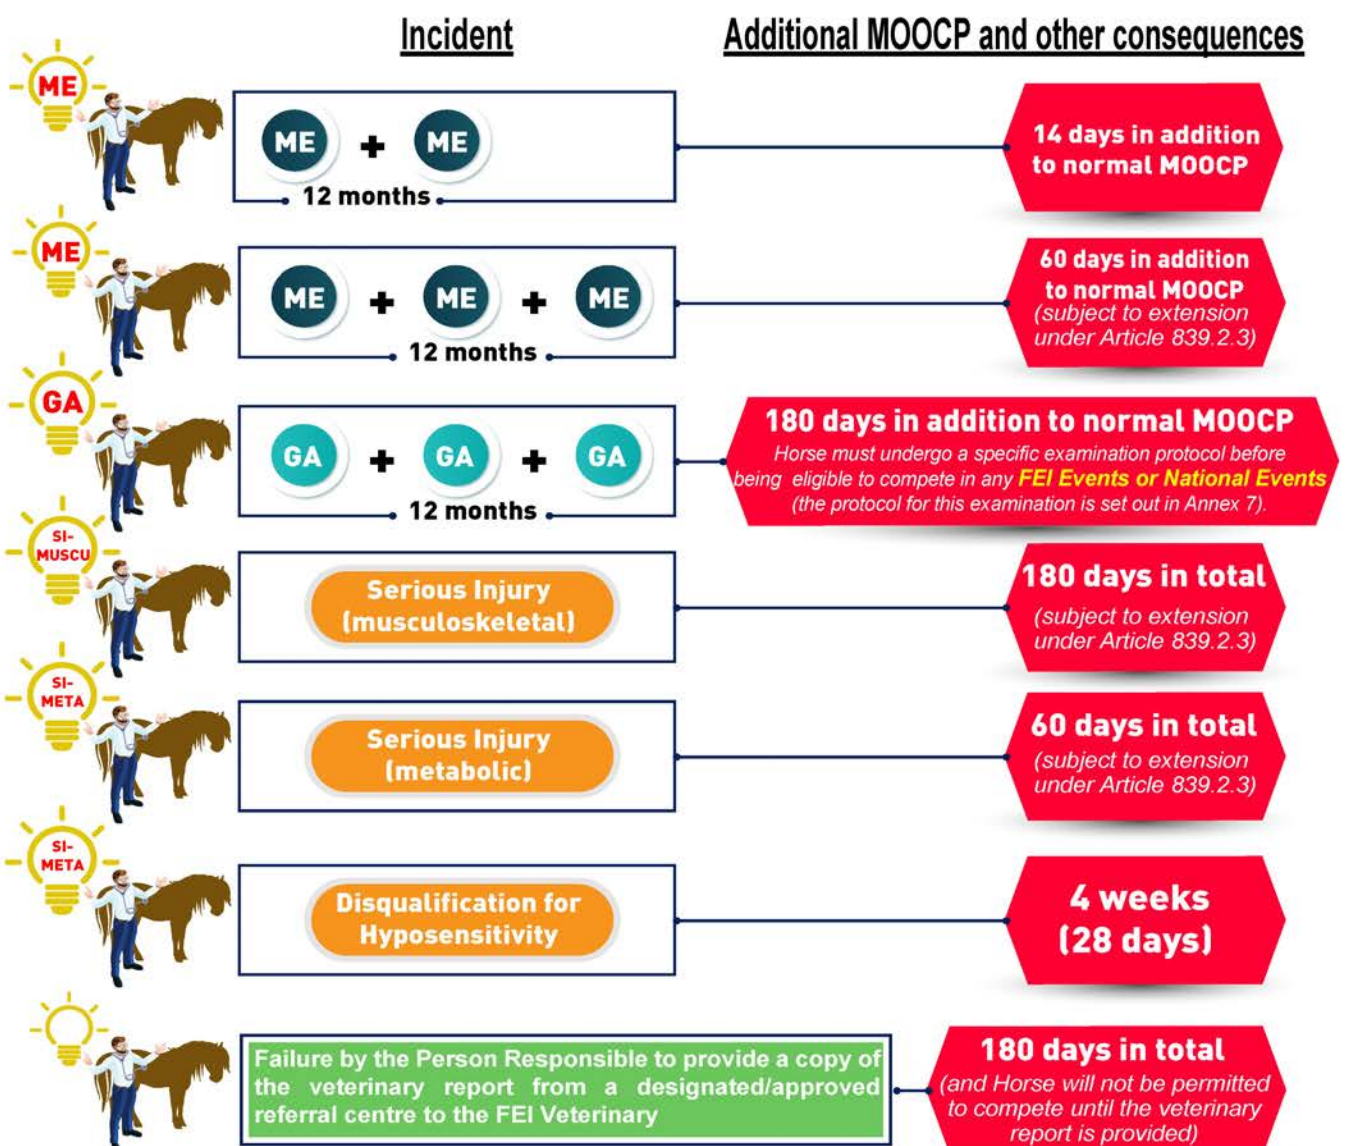 Incident
Additional MOOCP and other consequences
ME
ME + ME
12 months
14 days in addition
to normal MOOCP
ME
ME + ME + ME
12 months
60 days in addition
to normal MOOCP
(subject to extension
under Article 839.2.3)
GA
GA + GA + GA
12 months
180 days in addition to normal MOOCP
Horse must undergo a specific examination protocol before
being eligible to compete in any FEI Events or National Events
(the protocol for this examination is set out in Annex 7).
SI-
MUSCU
Serious Injury
(musculoskeletal)
180 days in total
(subject to extension
under Article 839.2.3)
SI-
META
Serious Injury
(metabolic)
60 days in total
(subject to extension
under Article 839.2.3)
SI-
META
Disqualification for
Hyposensitivity
4 weeks
(28 days)
Failure by the Person Responsible to provide a copy of
the veterinary report from a designated/approved
referral centre to the FEI Veterinary
180 days in total
(and Horse will not be permitted
to compete until the veterinary
report is provided)